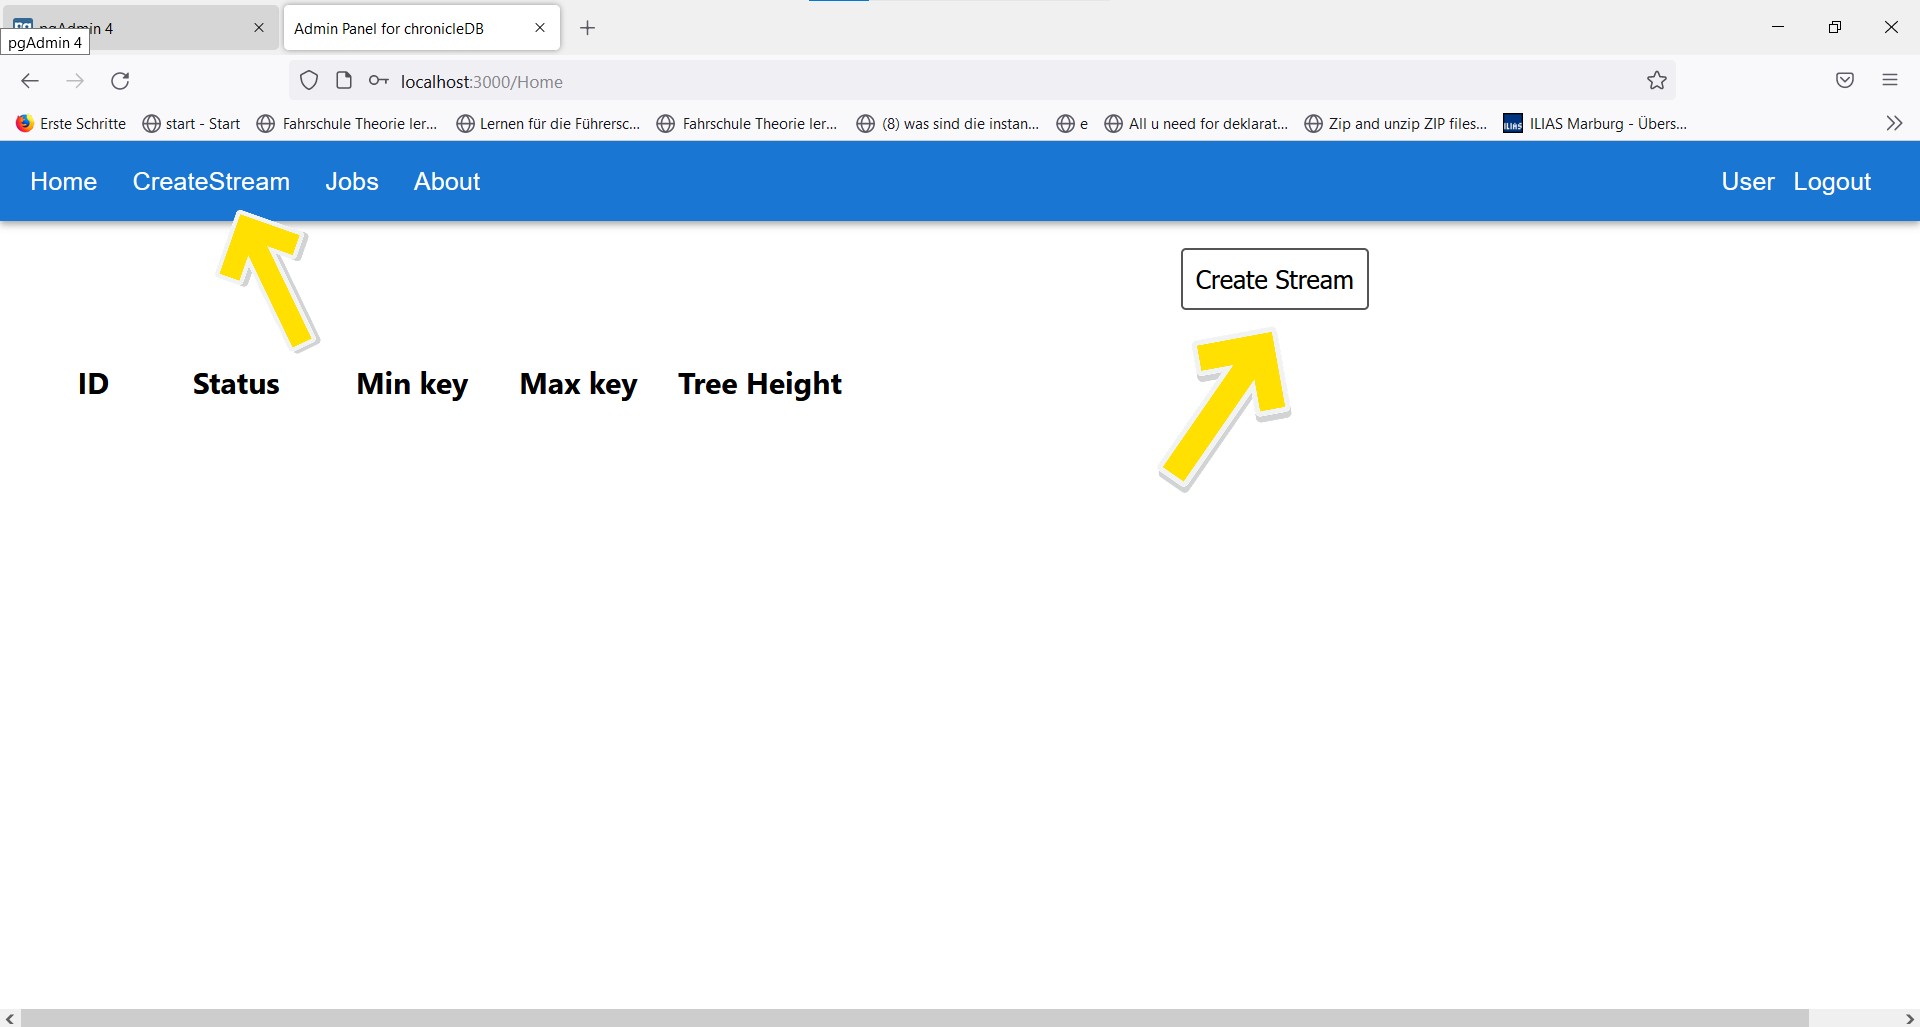 pgAdmin 4
Admin Panel for chronicleDB
pgAdmin 4
localhost:3000/Home
Erste Schritte
start - Start
Fahrschule Theorie ler...
Lernen für die Führersc...
Fahrschule Theorie ler...
(8) was sind die instan...
e
All u need for deklarat...
Zip and unzip ZIP files...
ILIAS
ILIAS Marburg - Übers...
Home CreateStream Jobs About User Logout
Create Stream
ID Status Min key Max key Tree Height